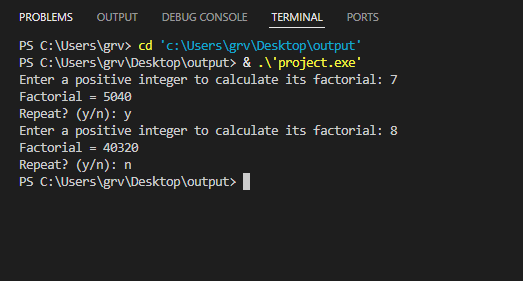 PROBLEMS OUTPUT DEBUG CONSOLE TERMINAL PORTS
PS C:\Users\grv> cd 'c:\Users\grv\Desktop\output'
PS C:\Users\grv\Desktop\output> & .\'project.exe'
Enter a positive integer to calculate its factorial: 7
Factorial = 5040
Repeat? (y/n): y
Enter a positive integer to calculate its factorial: 8
Factorial = 40320
Repeat? (y/n): n
PS C:\Users\grv\Desktop\output>